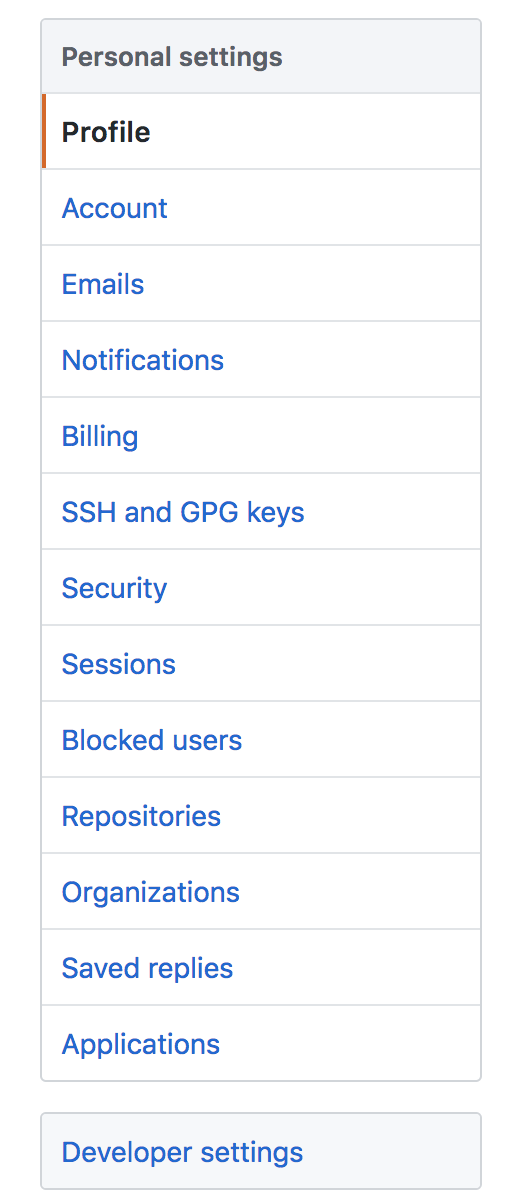 Personal settings
Profile
Account
Emails
Notifications
Billing
SSH and GPG keys
Security
Sessions
Blocked users
Repositories
Organizations
Saved replies
Applications
Developer settings